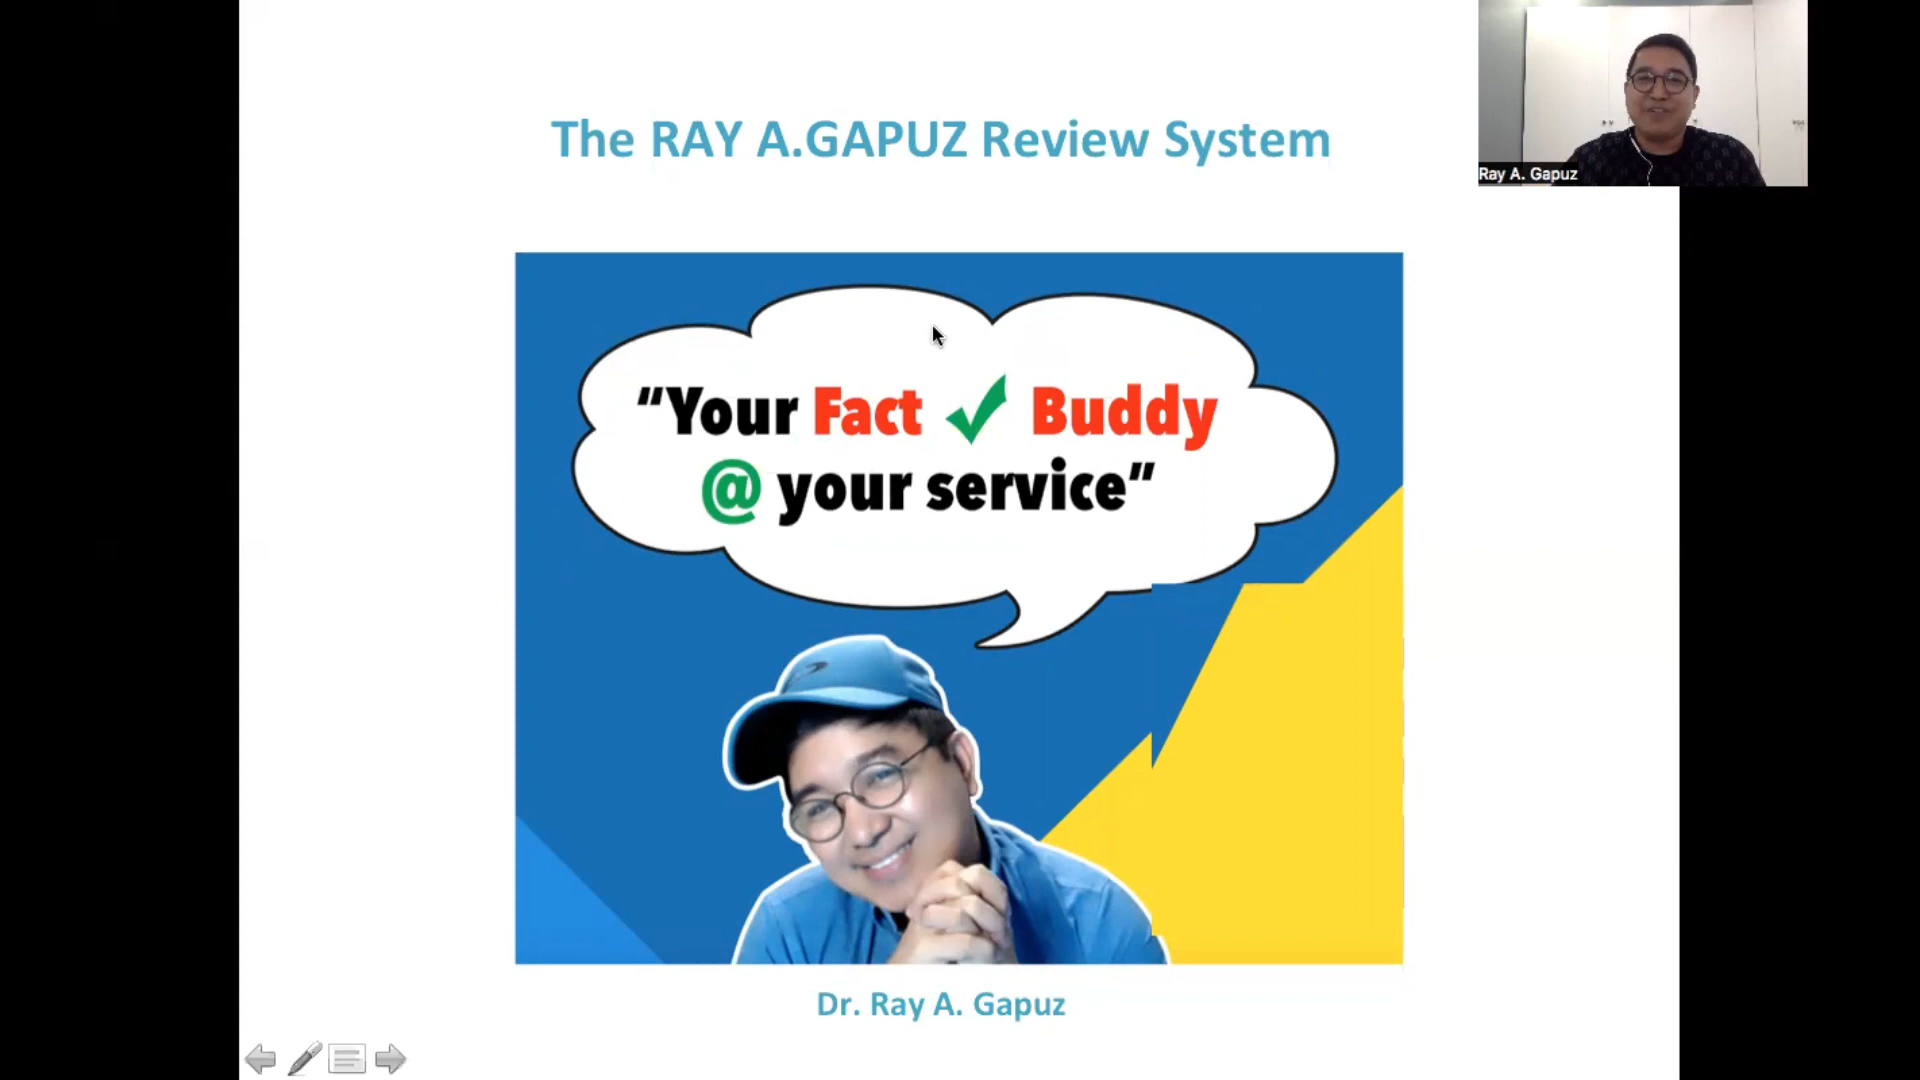 The RAY A.GAPUZ Review System
Ray A. Gapuz
“Your Fact ✓ Buddy
@ your service”
Dr. Ray A. Gapuz